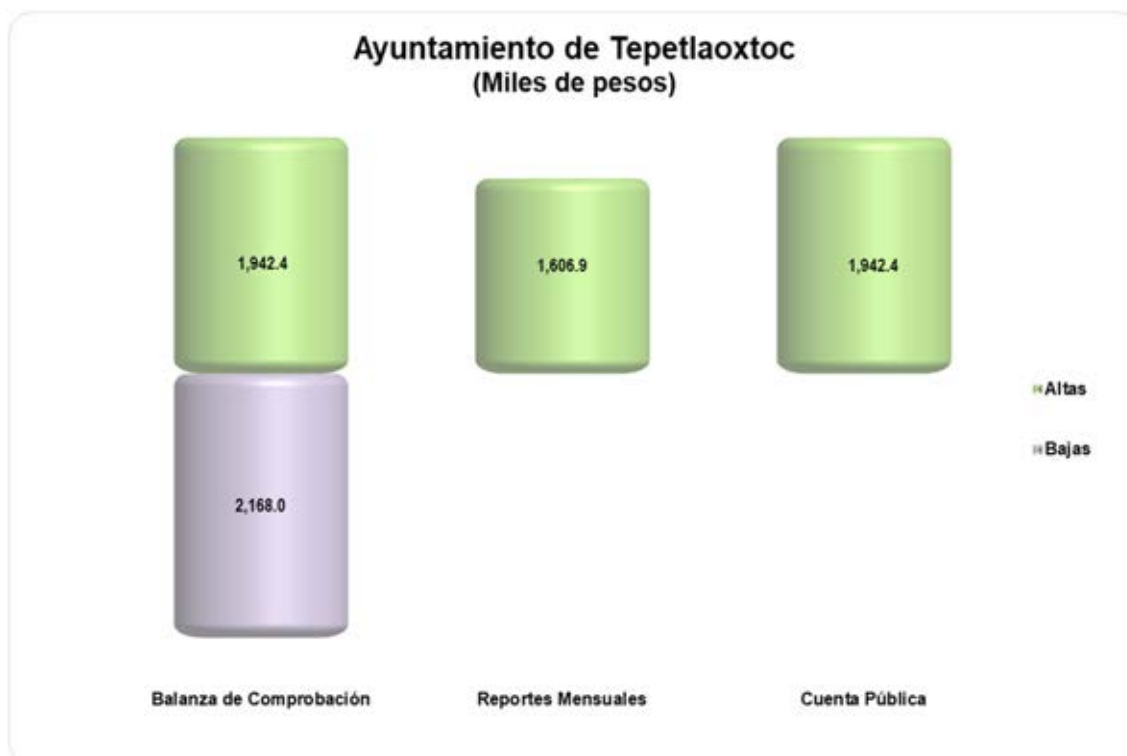 Ayuntamiento de Tepetlaoxtoc
(Miles de pesos)
1,942.4
1,606.9
1,942.4
Altas
Bajas
2,168.0
Balanza de Comprobación
Reportes Mensuales
Cuenta Pública